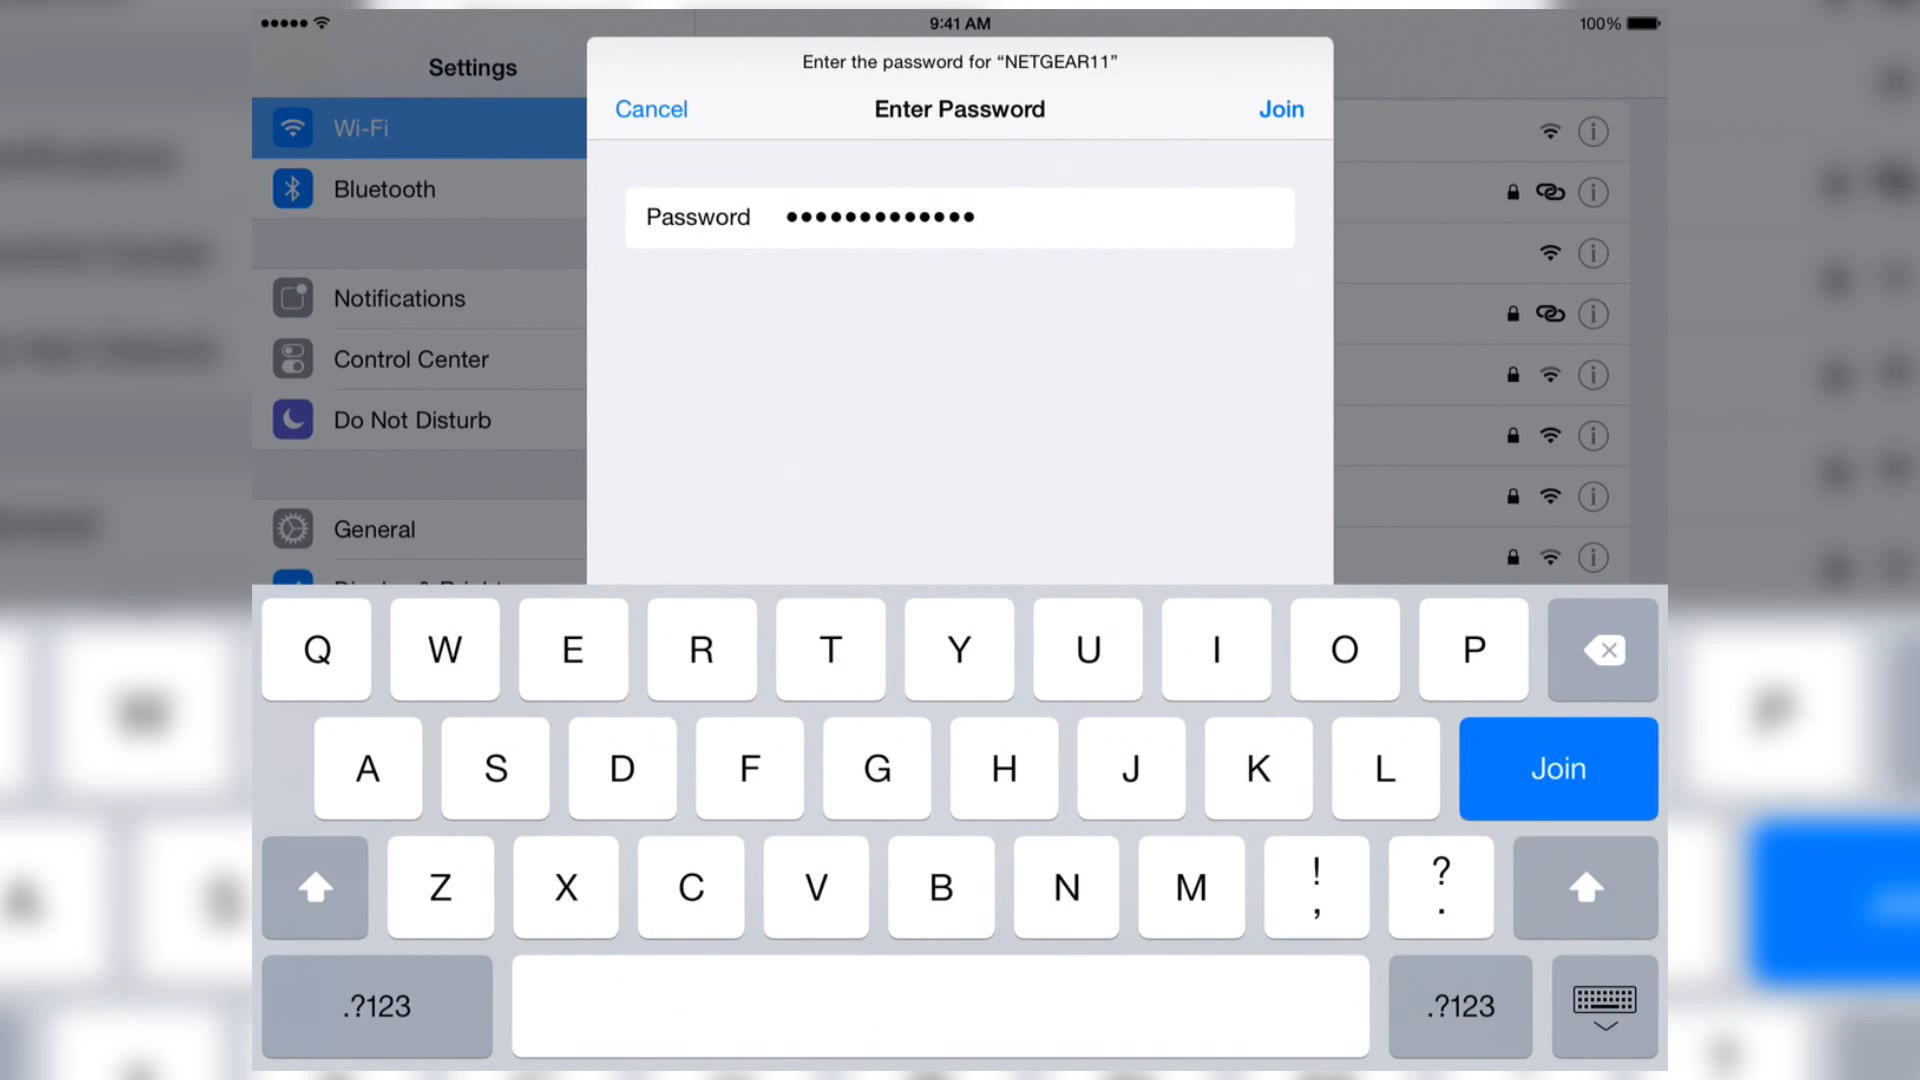 9:41 AM
100%
Settings
Enter the password for “NETGEAR11”
Cancel
Enter Password
Join
Wi-Fi
Bluetooth
Password ●●●●●●●●●●●●●
Notifications
Control Center
Do Not Disturb
General
Q W E R T Y U I O P
A S D F G H J K L Join
Z X C V B N M ! , ? .
.?123 .?123